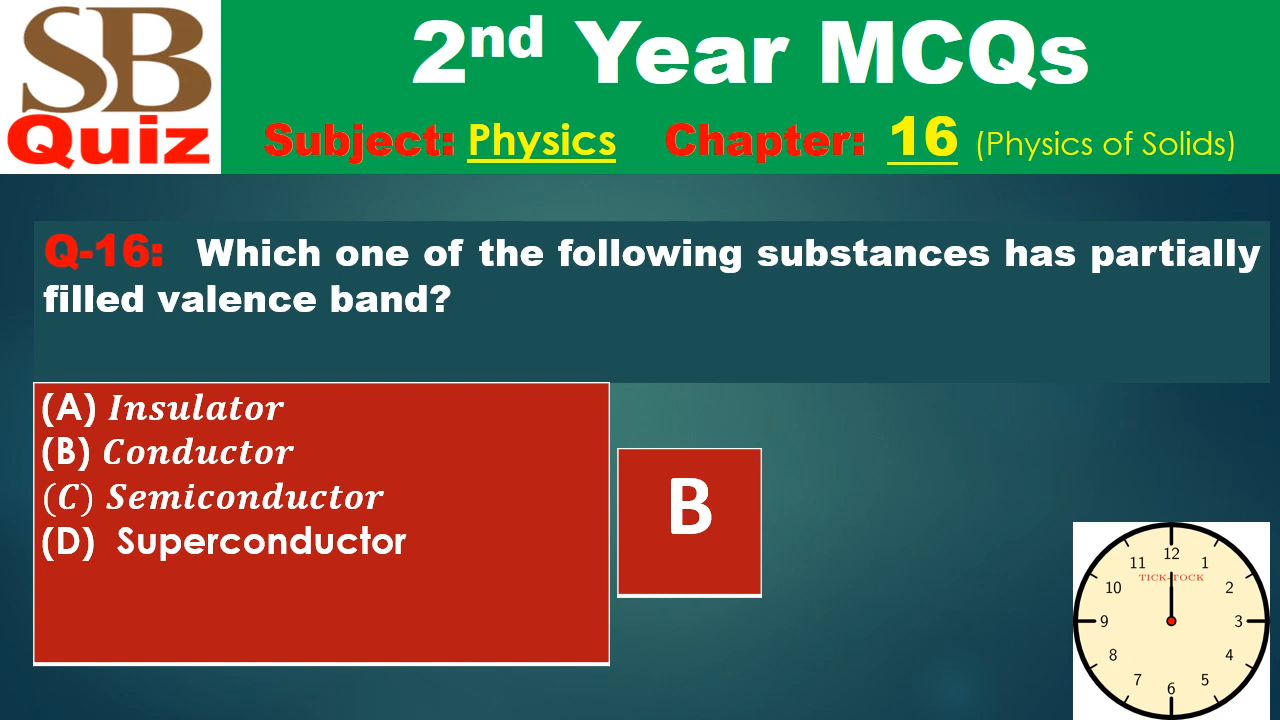 SB
Quiz
2nd Year MCQs
Subject: Physics Chapter: 16 (Physics of Solids)
Q-16: Which one of the following substances has partially
filled valence band?
(A) Insulator
(B) Conductor
(C) Semiconductor
(D) Superconductor
B
12
11 1
TICK-TOCK
10 2
9 3
8 4
7 5
6